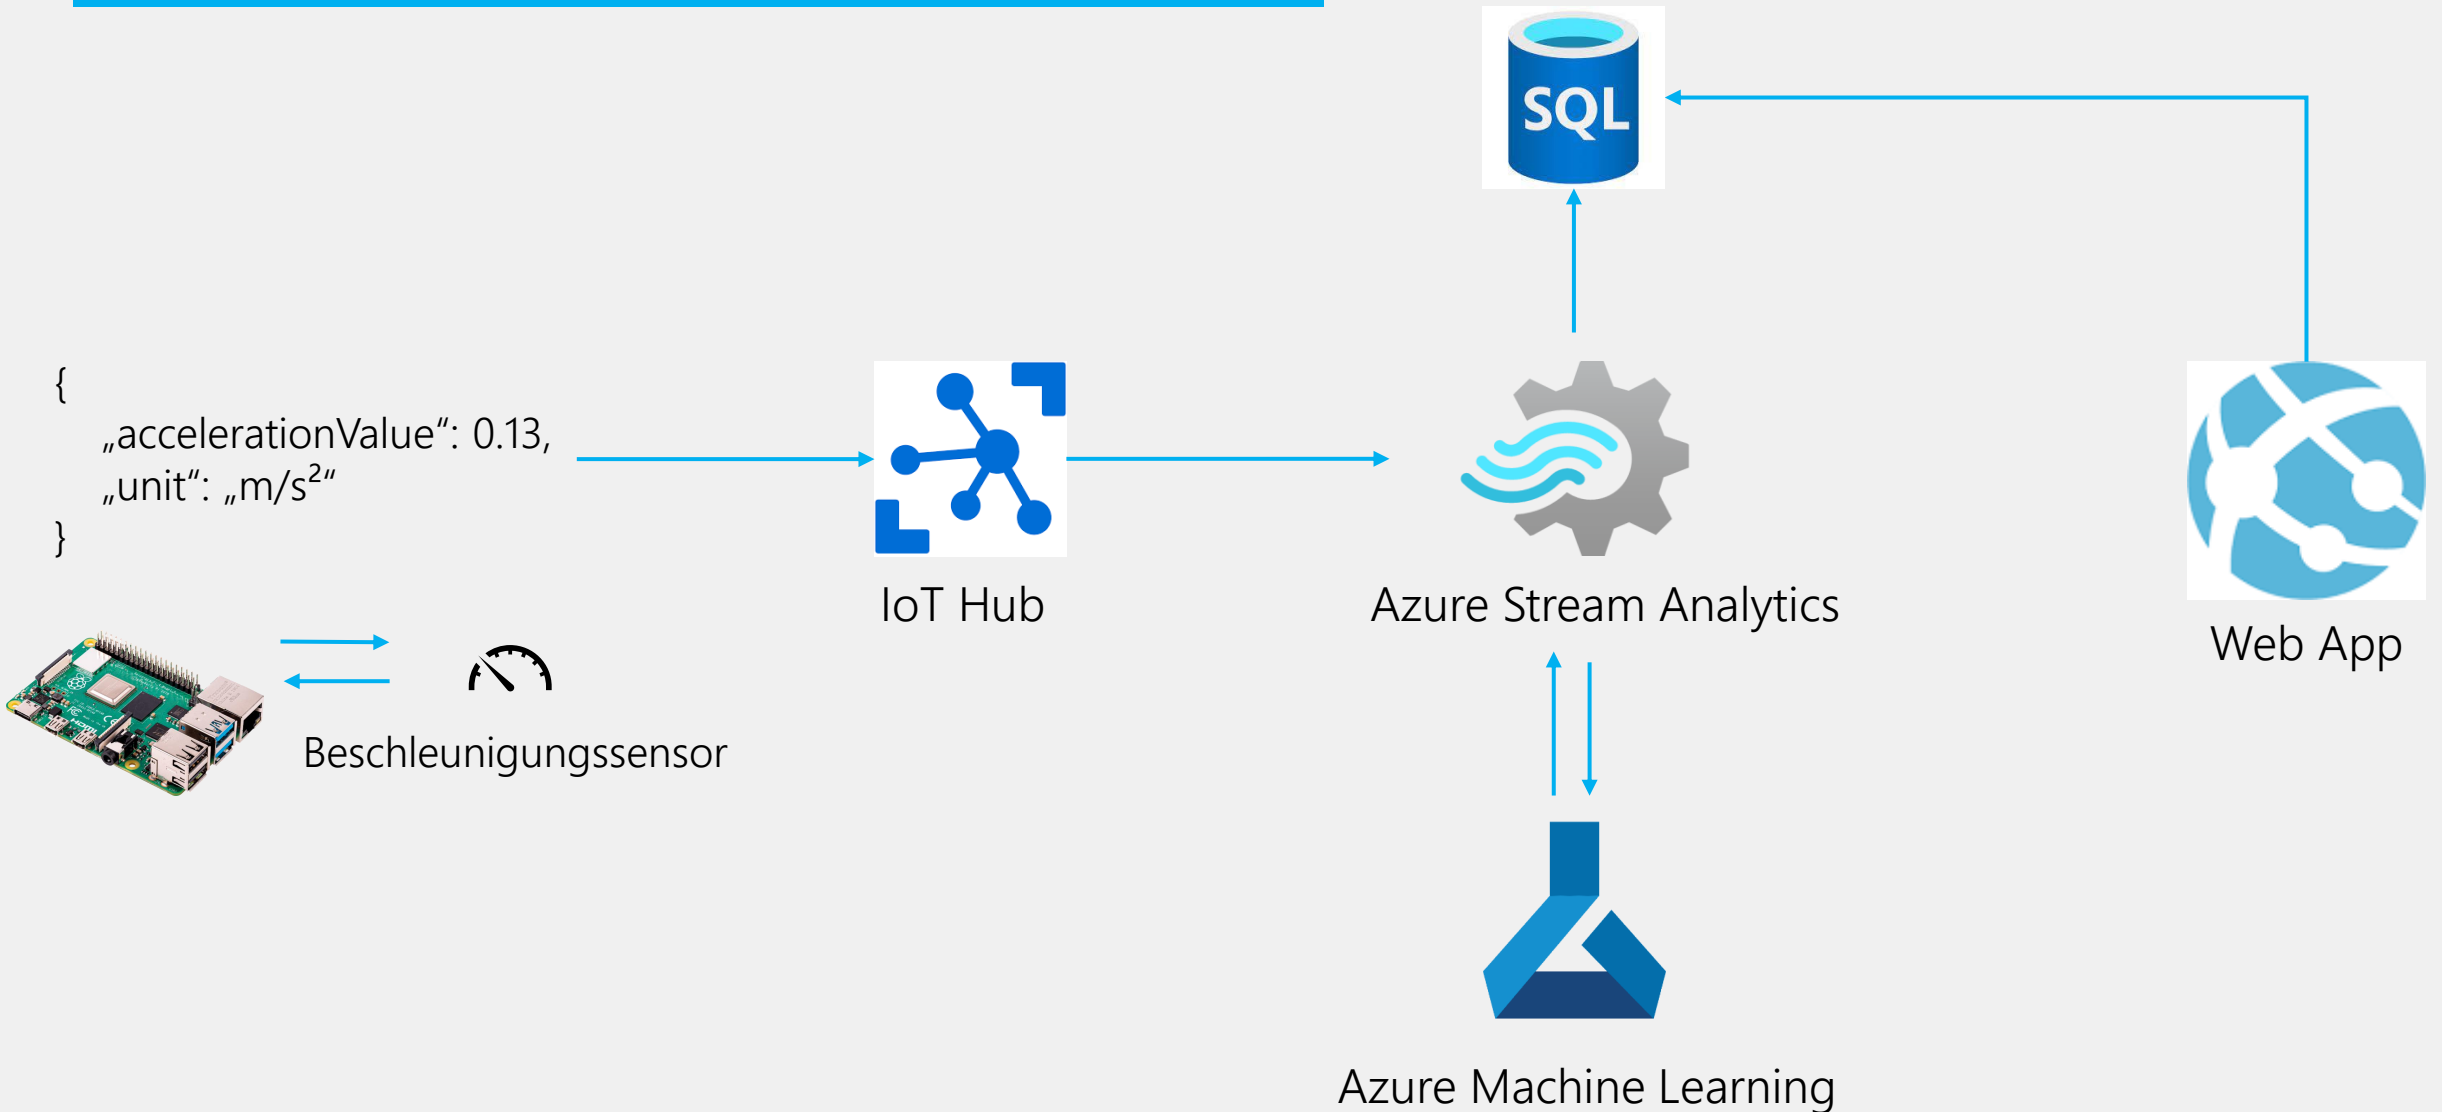 SQL
{
„accelerationValue“: 0.13,
„unit“: „m/s²“
}
IoT Hub
Azure Stream Analytics
Web App
Beschleunigungssensor
Azure Machine Learning